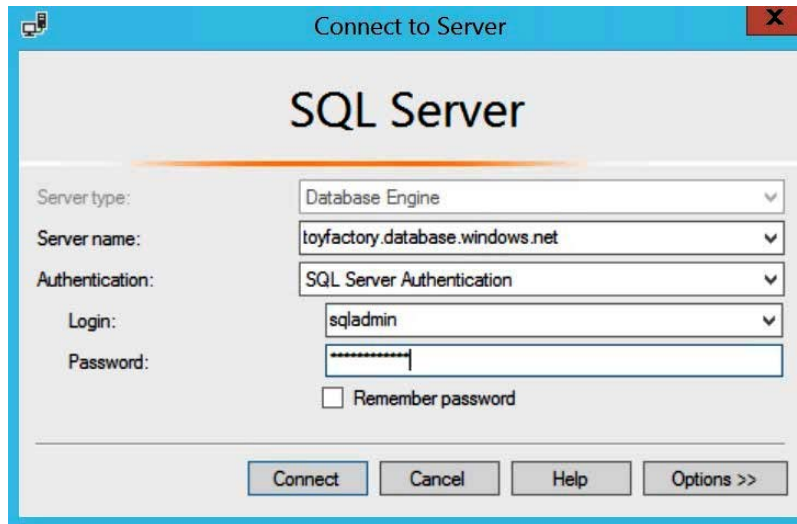 Connect to Server
X
SQL Server
Server type: Database Engine
Server name: toyfactory.database.windows.net
Authentication: SQL Server Authentication
Login: sqladmin
Password: *************
Remember password
Connect Cancel Help Options >>